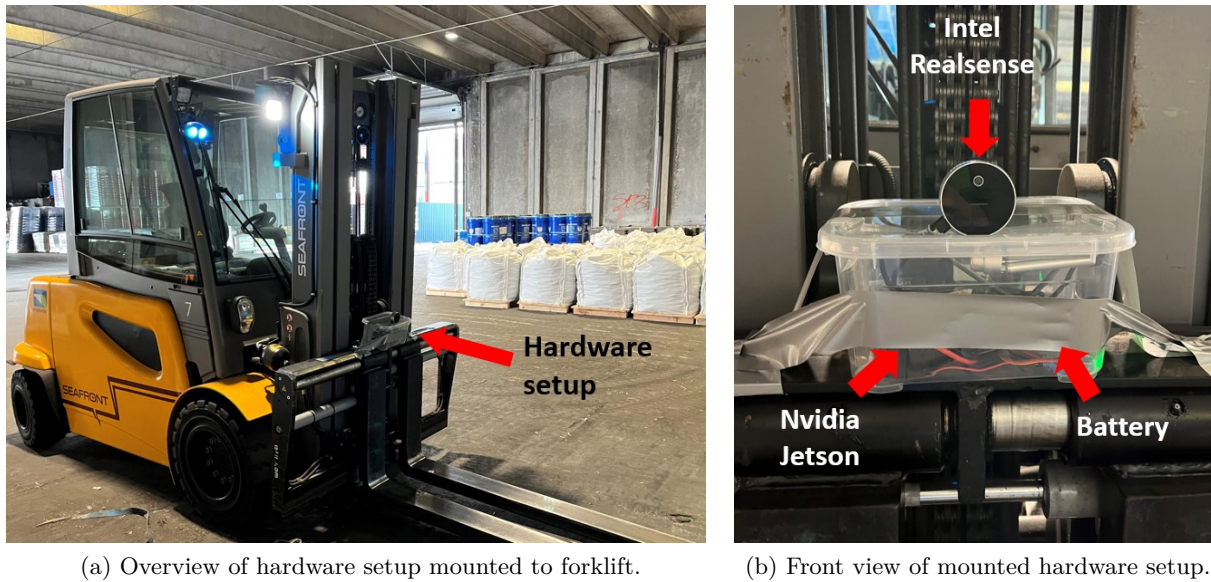 SEAFRONT
7
Hardware
setup
SEAFRONT
(a) Overview of hardware setup mounted to forklift.
Intel
Realsense
Nvidia
Jetson
Battery
(b) Front view of mounted hardware setup.